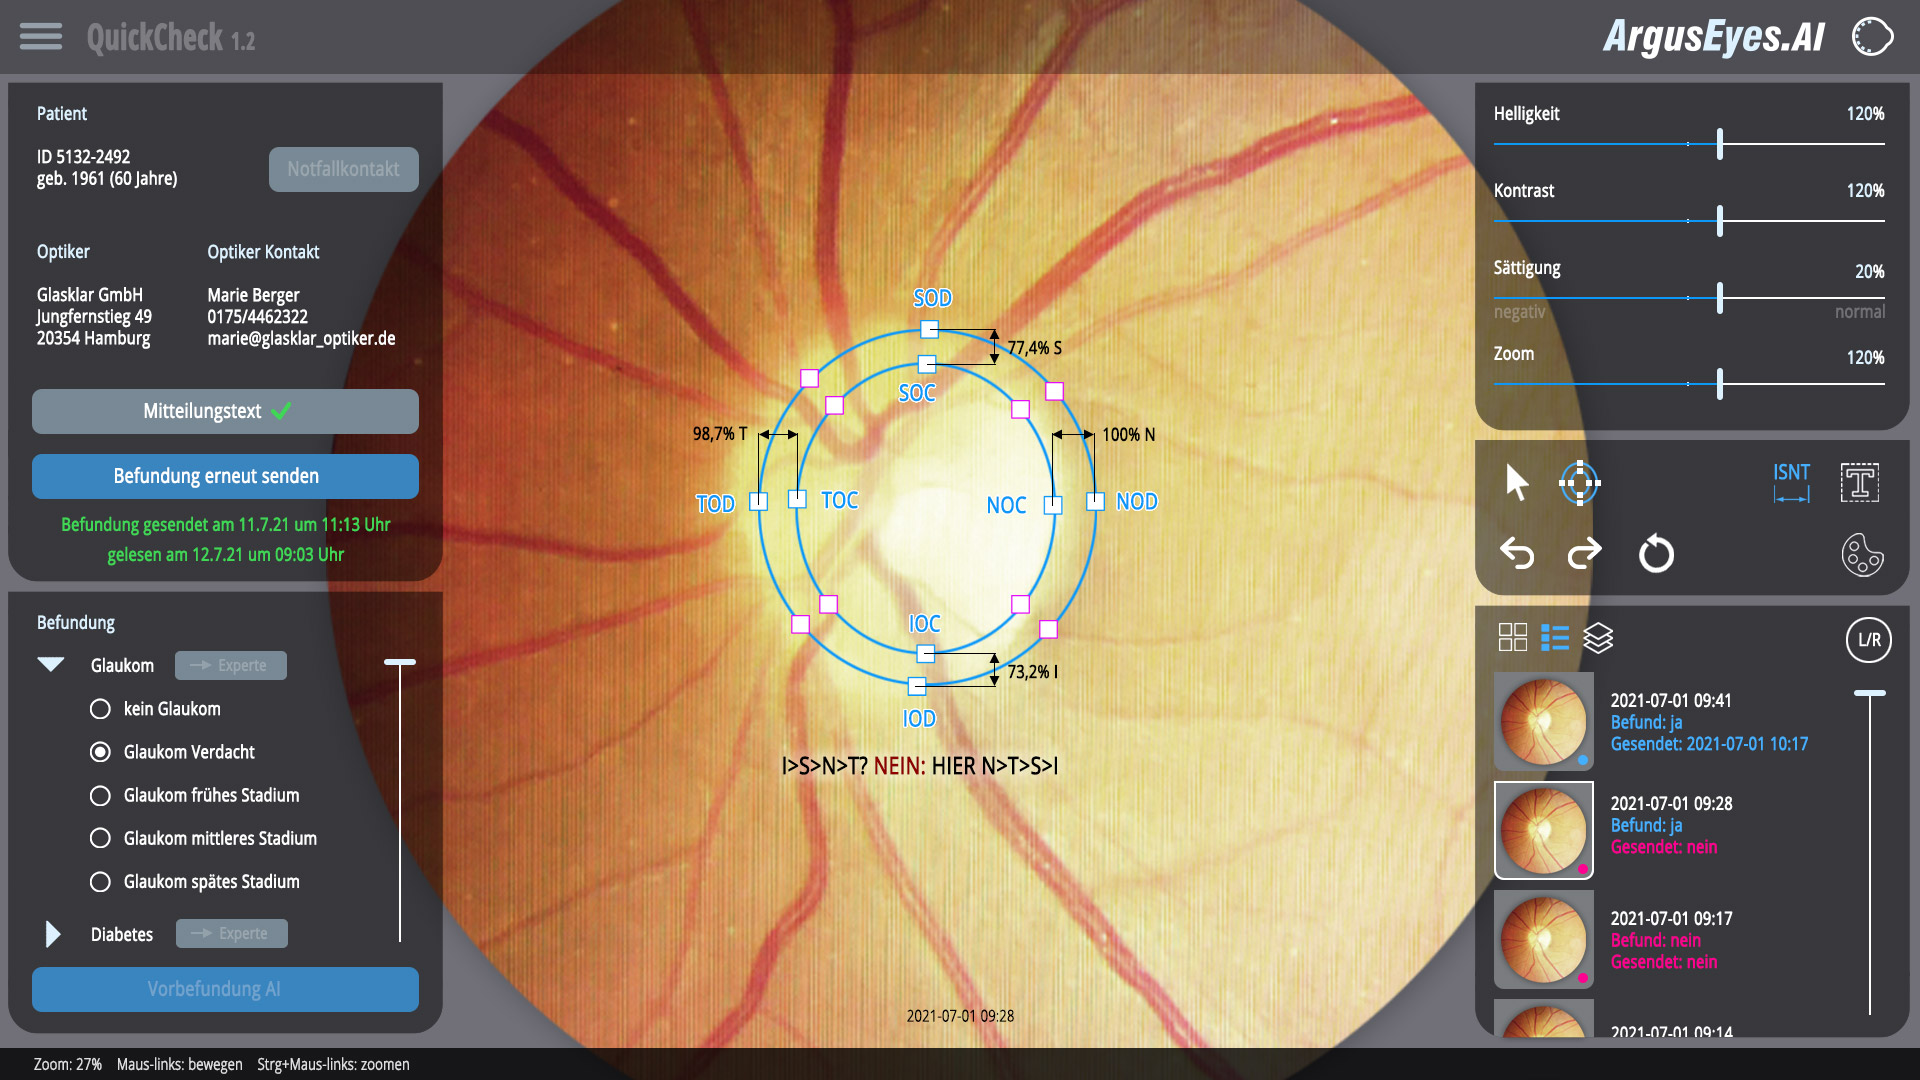 QuickCheck 1.2
ArgusEyes.AI
Patient
ID 5132-2492
geb. 1961 (60 Jahre)
Notfallkontakt
Optiker
Glasklar GmbH
Jungfernstieg 49
20354 Hamburg
Optiker Kontakt
Marie Berger
0175/4462322
marie@glasklar_optiker.de
Mitteilungstext
Befundung erneut senden
Befundung gesendet am 11.7.21 um 11:13 Uhr
gelesen am 12.7.21 um 09:03 Uhr
Befundung
Glaukom
Experte
kein Glaukom
Glaukom Verdacht
Glaukom frühes Stadium
Glaukom mittleres Stadium
Glaukom spätes Stadium
Diabetes
Experte
Vorbefundung AI
SOD
77,4% S
SOC
98,7% T
100% N
TOD
TOC
NOC
NOD
IOC
73,2% I
IOD
I>S>N>T? NEIN: HIER N>T>S>I
2021-07-01 09:28
Helligkeit 120%
Kontrast 120%
Sättigung 20%
negativ normal
Zoom 120%
ISNT
T
L/R
2021-07-01 09:41
Befund: ja
Gesendet: 2021-07-01 10:17
2021-07-01 09:28
Befund: ja
Gesendet: nein
2021-07-01 09:17
Befund: nein
Gesendet: nein
2021-07-01 09:14
Zoom: 27% Maus-links: bewegen Strg+Maus-links: zoomen